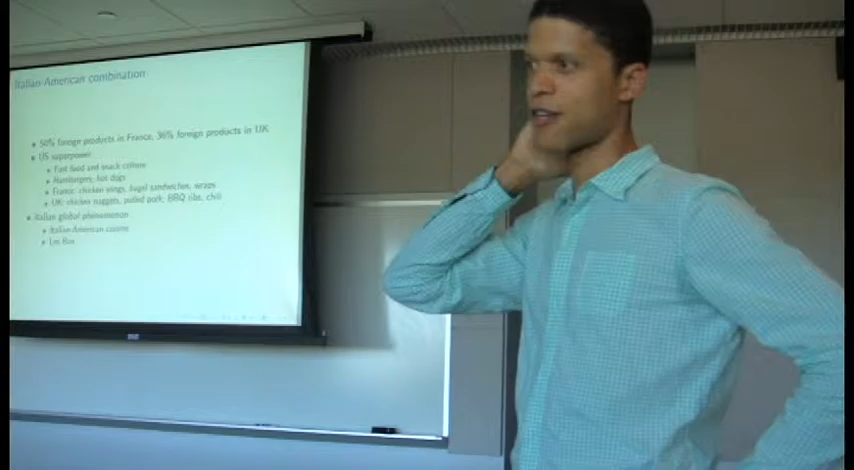 Italian-American combination
50% foreign products in France, 36% foreign products in UK
US superpower
Fast food and snack culture
Hamburgers, hot dogs
France: chicken wings, bagel sandwiches, wraps
UK: chicken nuggets, pulled pork, BBQ ribs, chili
Italian global phenomenon
Italian-American cuisine